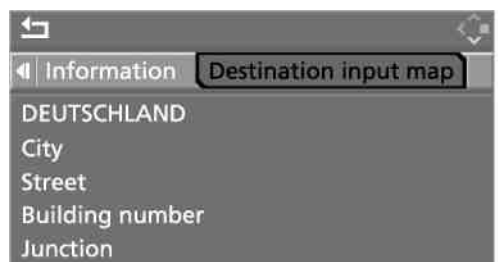 Information Destination input map
DEUTSCHLAND
City
Street
Building number
Junction